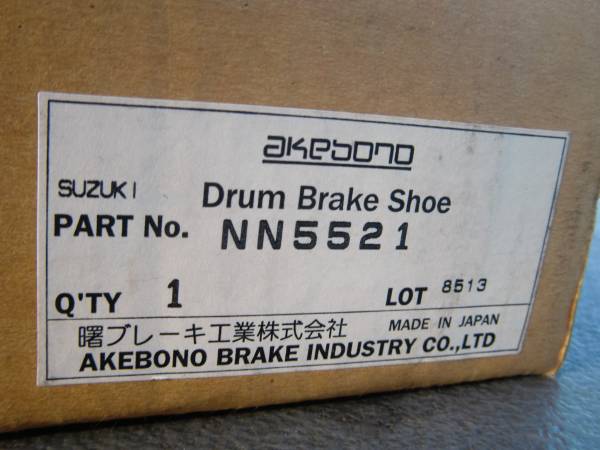 akebono
SUZUKI Drum Brake Shoe
PART No. NN5521
Q'TY 1 LOT 8513
曙ブレーキ工業株式会社 MADE IN JAPAN
AKEBONO BRAKE INDUSTRY CO.,LTD